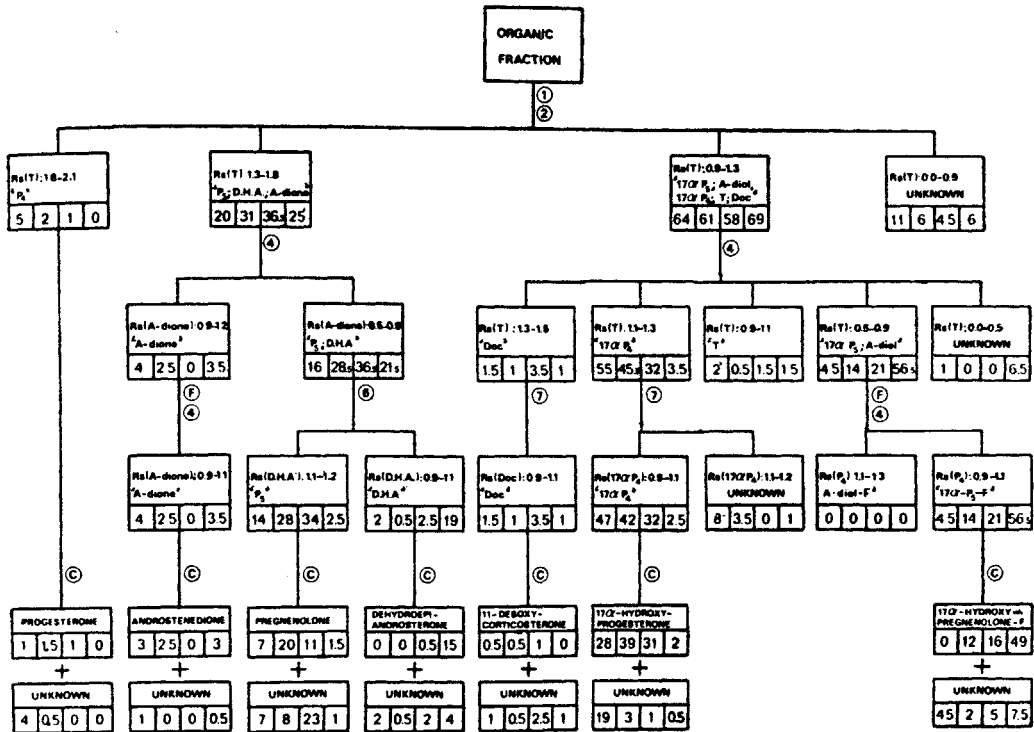 ORGANIC
FRACTION
①
②
Rs(T):1.8-2.1
"P4"
5 2 1 0
Rs(T) 1.3-1.8
"P5; D.H.A.; A-dione"
20 31 36.5 25
④
Rs(T):0.9-1.3
"17α P5; A-diol,
17α P4; T; Doc"
64 61 58 69
④
Rs(T):0.0-0.9
UNKNOWN
11 6 4.5 6
Rs(A-dione):0.9-1.2
"A-dione"
4 2.5 0 3.5
Ⓕ
④
Rs(A-dione):0.5-0.9
"P5; D.H.A"
16 28.5 36.5 21.5
Rs(T):1.3-1.5
"Doc"
1.5 1 3.5 1
⑦
Rs(T).1.1-1.3
"17α P4"
55 45.5 32 3.5
⑦
Rs(T):0.9-1.1
"T"
2 0.5 1.5 1.5
Rs(T):0.5-0.9
"17α P5; A-diol"
4.5 14 21 56.5
Ⓕ
④
Rs(T):0.0-0.5
UNKNOWN
1 0 0 6.5
Rs(A-dione):0.9-1.1
"A-dione"
4 2.5 0 3.5
Ⓒ
Rs(D.H.A):1.1-1.2
"P5"
14 28 34 2.5
Ⓒ
Rs(D.H.A.):0.9-1.1
"D.H.A"
2 0.5 2.5 19
Ⓒ
Rs(Doc):0.9-1.1
"Doc"
1.5 1 3.5 1
Ⓒ
Rs(17αP4):0.9-1.1
"17α P4"
47 42 32 2.5
Ⓒ
Rs(17αP4):1.1-1.2
UNKNOWN
8 3.5 0 1
Rs(P4) 1.1-1.3
A-diol-F"
0 0 0 0
Rs(P4):0.9-1.1
"17α-P5-F"
4.5 14 21 56.5
Ⓒ
Ⓒ
PROGESTERONE
1 1.5 1 0
ANDROSTENEDIONE
3 2.5 0 3
PREGNENOLONE
7 20 11 1.5
DEHYDROEPI-
ANDROSTERONE
0 0 0.5 15
11-DEBOXY-
CORTICOSTERONE
0.5 0.5 1 0
17α-HYDROXY-
PROGESTERONE
28 39 31 2
17α-HYDROXY-
PREGNENOLONE-F
0 12 16 49
+ + + + + + +
UNKNOWN
4 0.5 0 0
UNKNOWN
1 0 0 0.5
UNKNOWN
7 8 23 1
UNKNOWN
2 0.5 2 4
UNKNOWN
1 0.5 2.5 1
UNKNOWN
19 3 1 0.5
UNKNOWN
4.5 2 5 7.5